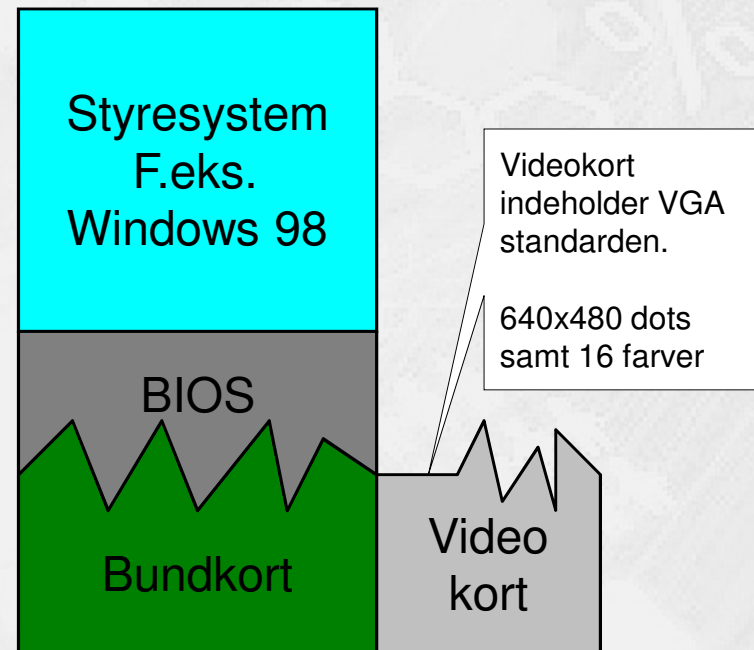 Styresystem
F.eks.
Windows 98
Videokort
indeholder VGA
standarden.
640x480 dots
samt 16 farver
BIOS
Bundkort
Video
kort